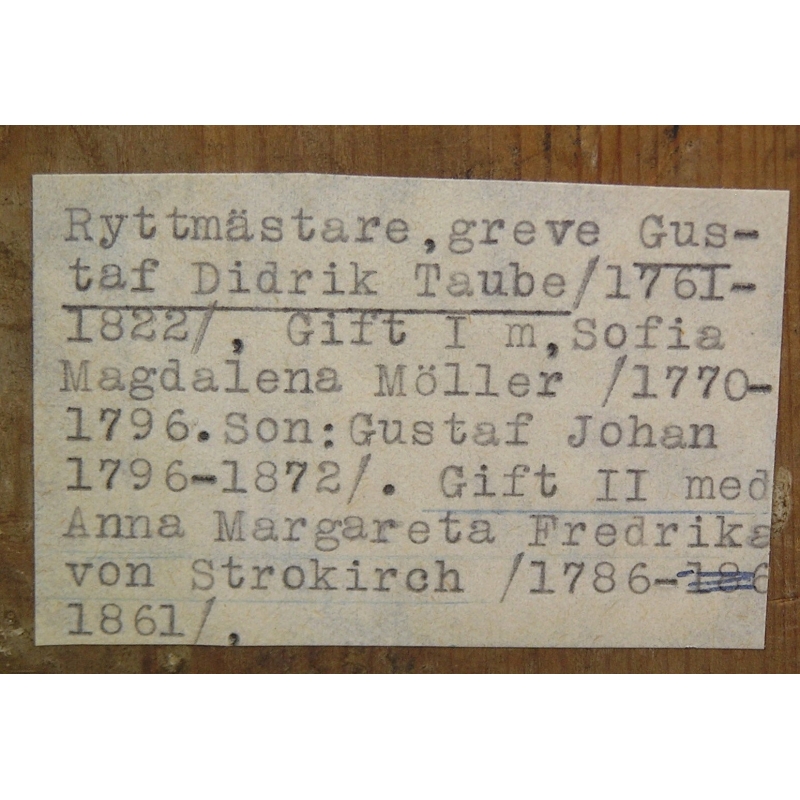 Ryttmästare,greve Gus-
taf Didrik Taube/1761-
1822/, Gift I m,Sofia
Magdalena Möller /1770-
1796.Son:Gustaf Johan
1796-1872/. Gift II med
Anna Margareta Fredrika
von Strokirch /1786-186
1861/,